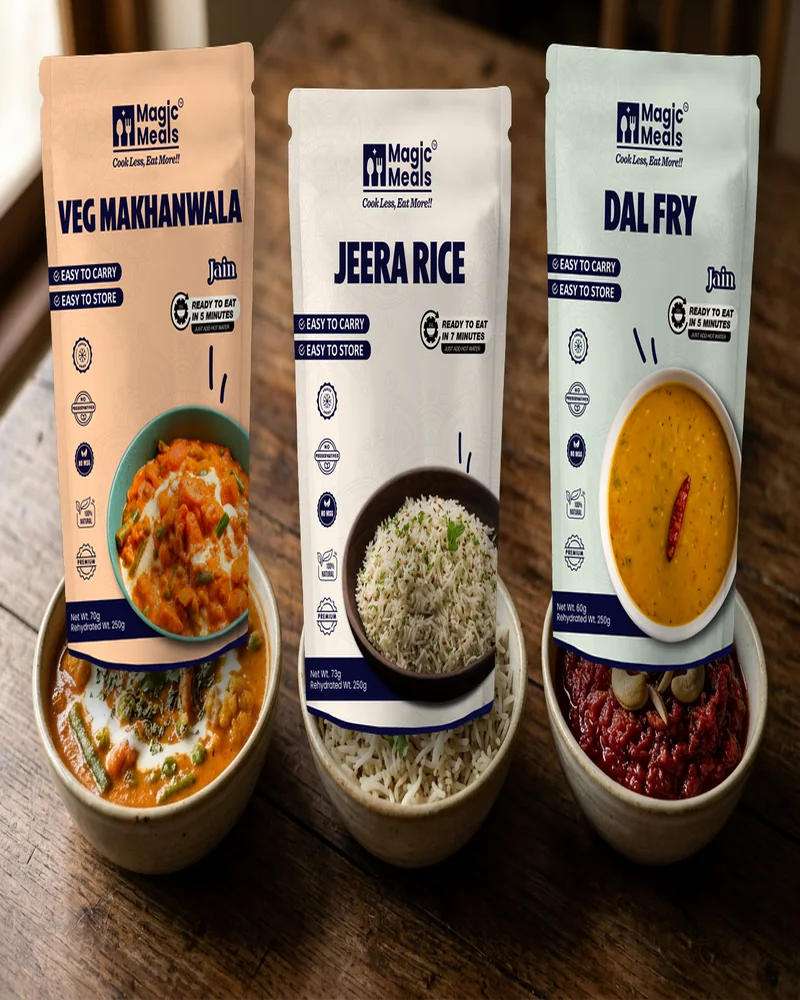 Magic
Meals
TM
Cook Less, Eat More!!
VEG MAKHANWALA
EASY TO CARRY
EASY TO STORE
Jain
READY TO EAT
IN 5 MINUTES
JUST ADD HOT WATER
NO
PRESERVATIVES
NO MSG
100%
NATURAL
PREMIUM
Net Wt. 70g
Rehydrated Wt. 250g
Magic
Meals
TM
Cook Less, Eat More!!
JEERA RICE
EASY TO CARRY
EASY TO STORE
READY TO EAT
IN 7 MINUTES
JUST ADD HOT WATER
NO
PRESERVATIVES
NO MSG
100%
NATURAL
PREMIUM
Net Wt. 73g
Rehydrated Wt. 250g
Magic
Meals
TM
Cook Less, Eat More!!
DAL FRY
EASY TO CARRY
EASY TO STORE
Jain
READY TO EAT
IN 5 MINUTES
JUST ADD HOT WATER
NO
PRESERVATIVES
NO MSG
100%
NATURAL
PREMIUM
Net Wt. 60g
Rehydrated Wt. 250g